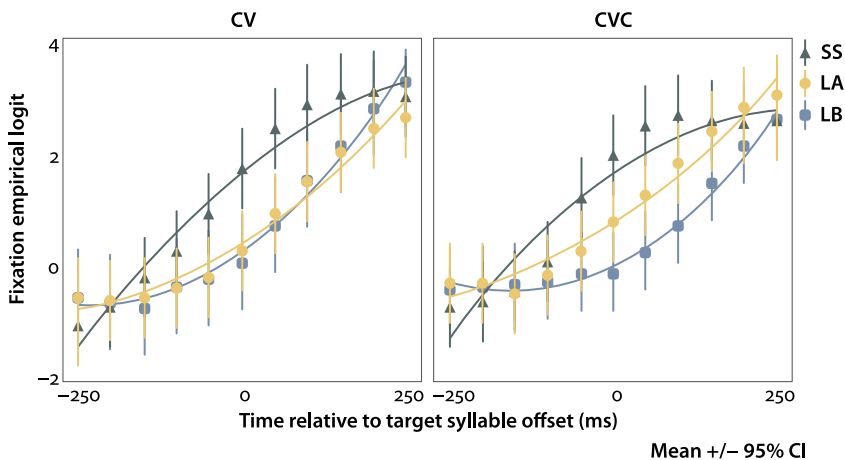 CV
CVC
SS
LA
LB
Fixation empirical logit
4
2
0
−2
−250
0
250
−250
0
250
Time relative to target syllable offset (ms)
Mean +/− 95% CI